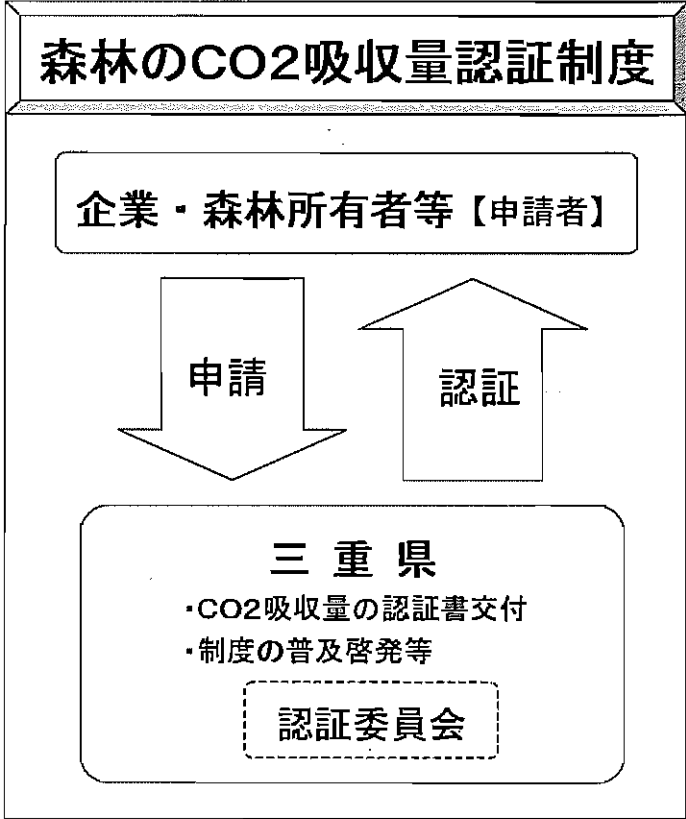 森林のCO2吸収量認証制度
企業・森林所有者等【申請者】
申請
認証
三重県
・CO2吸収量の認証書交付
・制度の普及啓発等
認証委員会